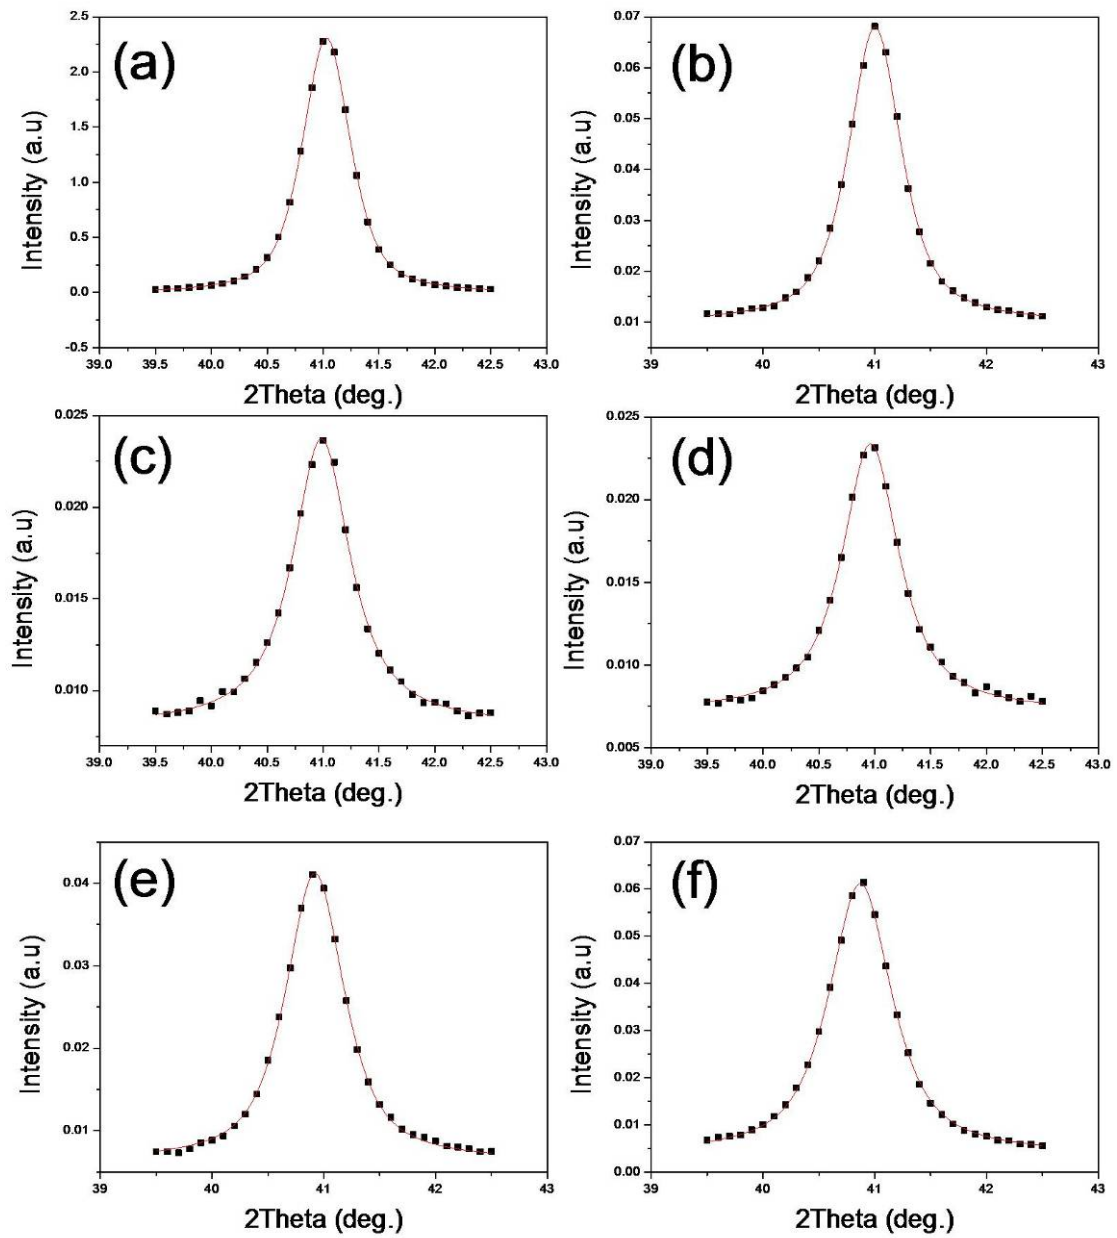 (a)
2.5
2.0
1.5
1.0
0.5
0.0
-0.5
Intensity (a.u)
39.0 39.5 40.0 40.5 41.0 41.5 42.0 42.5 43.0
2Theta (deg.)
(b)
0.07
0.06
0.05
0.04
0.03
0.02
0.01
Intensity (a.u)
39 40 41 42 43
2Theta (deg.)
(c)
0.025
0.020
0.015
0.010
Intensity (a.u)
39.0 39.5 40.0 40.5 41.0 41.5 42.0 42.5 43.0
2Theta (deg.)
(d)
0.025
0.020
0.015
0.010
0.005
Intensity (a.u)
39.0 39.5 40.0 40.5 41.0 41.5 42.0 42.5 43.0
2Theta (deg.)
(e)
0.04
0.03
0.02
0.01
Intensity (a.u)
39 40 41 42 43
2Theta (deg.)
(f)
0.07
0.06
0.05
0.04
0.03
0.02
0.01
0.00
Intensity (a.u)
39 40 41 42 43
2Theta (deg.)